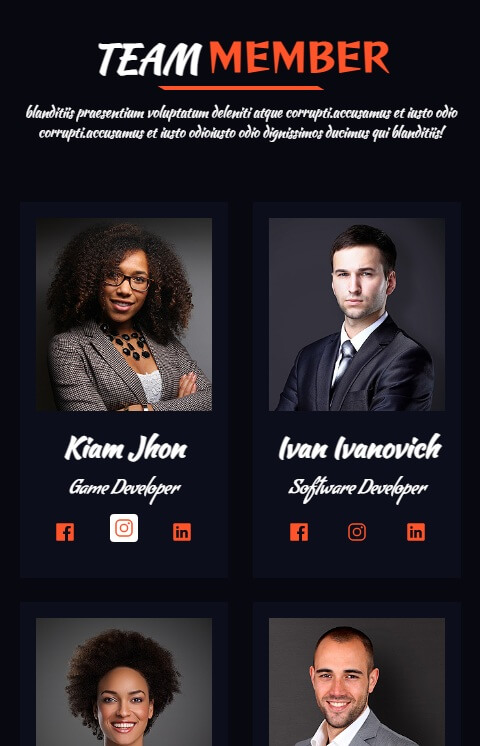 TEAM MEMBER
blanditiis praesentium voluptatum deleniti atque corrupti.accusamus et iusto odio
corrupti.accusamus et iusto odioiusto odio dignissimos ducimus qui blanditiis!
Kiam Jhon
Ivan Ivanovich
Game Developer
Software Developer